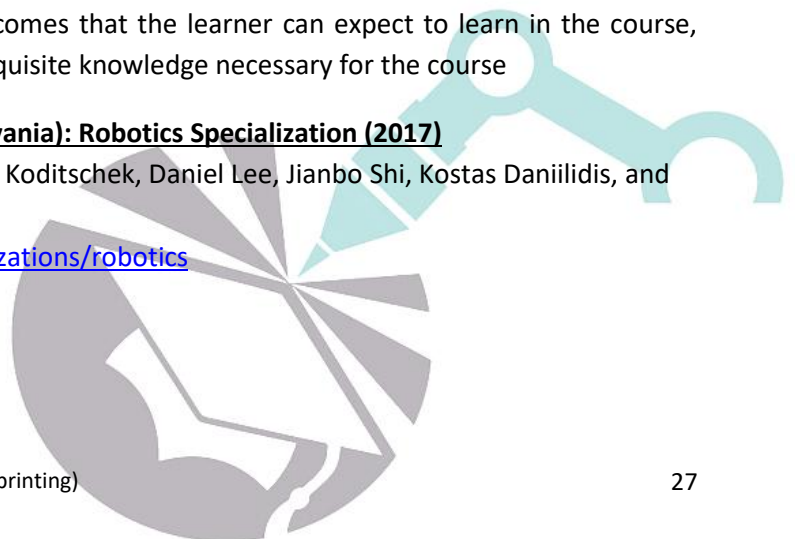 comes that the learner can expect to learn in the course,
quisite knowledge necessary for the course
vania): Robotics Specialization (2017)
Koditschek, Daniel Lee, Jianbo Shi, Kostas Daniilidis, and
zations/robotics
printing)
27